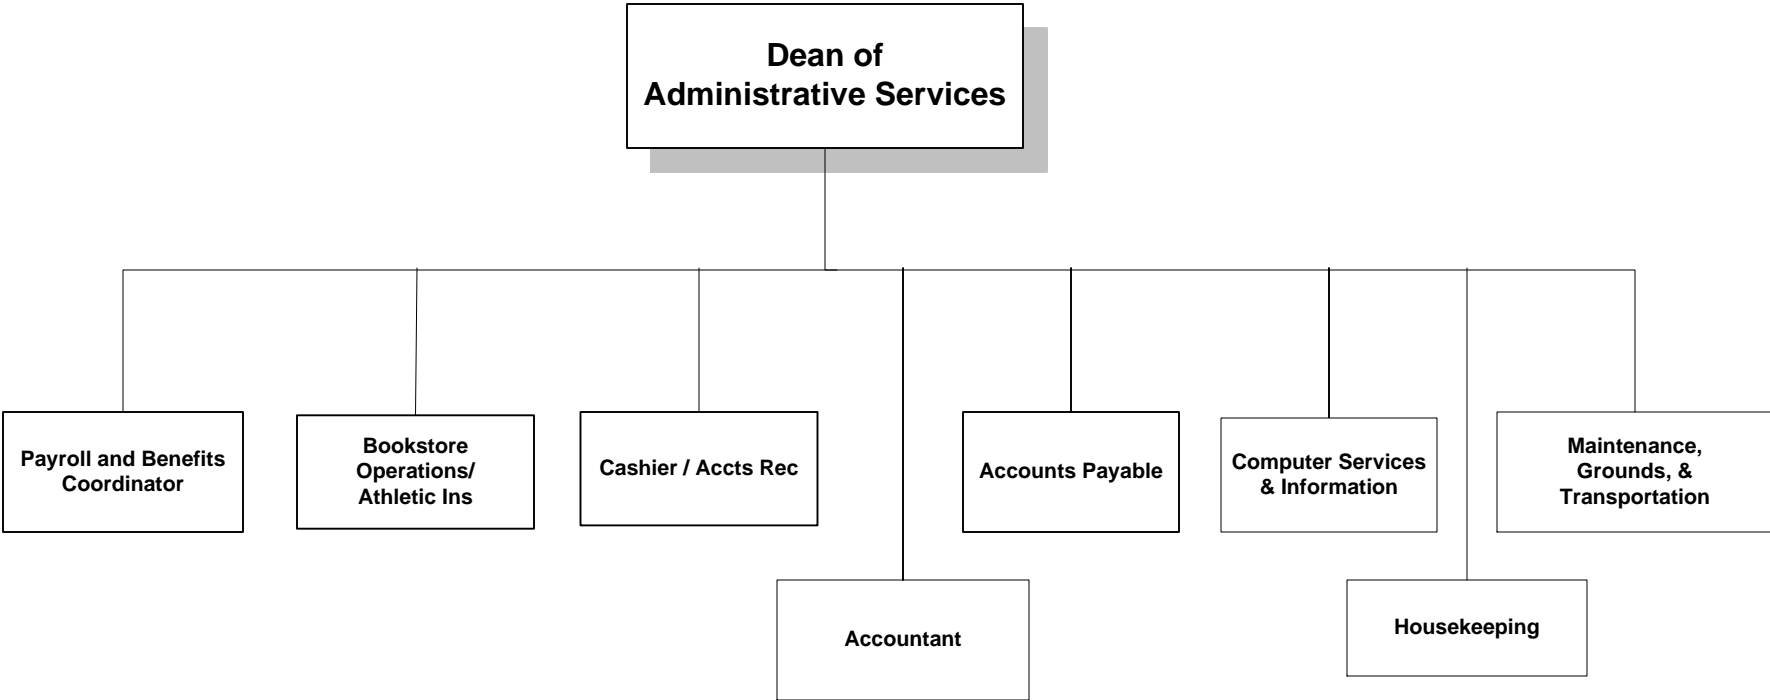 Dean of
Administrative Services
Payroll and Benefits
Coordinator
Bookstore
Operations/
Athletic Ins
Cashier / Accts Rec
Accounts Payable
Computer Services
& Information
Maintenance,
Grounds, &
Transportation
Accountant
Housekeeping